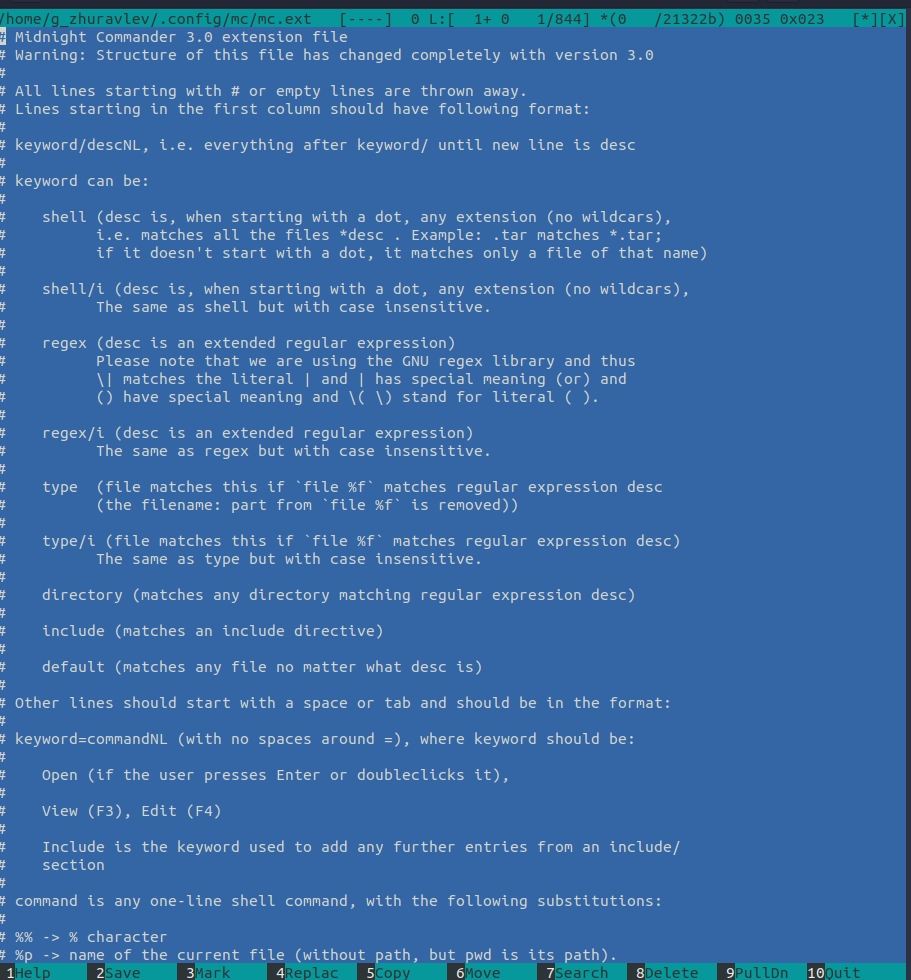 /home/g_zhuravlev/.config/mc/mc.ext   [----]  0 L:[  1+ 0   1/844] *(0   /21322b) 0035 0x023   [*][X]
# Midnight Commander 3.0 extension file
# Warning: Structure of this file has changed completely with version 3.0
#
# All lines starting with # or empty lines are thrown away.
# Lines starting in the first column should have following format:
#
# keyword/descNL, i.e. everything after keyword/ until new line is desc
#
# keyword can be:
#
#    shell (desc is, when starting with a dot, any extension (no wildcars),
#          i.e. matches all the files *desc . Example: .tar matches *.tar;
#          if it doesn't start with a dot, it matches only a file of that name)
#
#    shell/i (desc is, when starting with a dot, any extension (no wildcars),
#          The same as shell but with case insensitive.
#
#    regex (desc is an extended regular expression)
#          Please note that we are using the GNU regex library and thus
#          \| matches the literal | and | has special meaning (or) and
#          () have special meaning and \( \) stand for literal ( ).
#
#    regex/i (desc is an extended regular expression)
#          The same as regex but with case insensitive.
#
#    type  (file matches this if `file %f` matches regular expression desc
#          (the filename: part from `file %f` is removed))
#
#    type/i (file matches this if `file %f` matches regular expression desc)
#          The same as type but with case insensitive.
#
#    directory (matches any directory matching regular expression desc)
#
#    include (matches an include directive)
#
#    default (matches any file no matter what desc is)
#
# Other lines should start with a space or tab and should be in the format:
#
# keyword=commandNL (with no spaces around =), where keyword should be:
#
#    Open (if the user presses Enter or doubleclicks it),
#
#    View (F3), Edit (F4)
#
#    Include is the keyword used to add any further entries from an include/
#    section
#
# command is any one-line shell command, with the following substitutions:
#
# %% -> % character
# %p -> name of the current file (without path, but pwd is its path).
1Help   2Save   3Mark   4Replac   5Copy   6Move   7Search   8Delete   9PullDn   10Quit